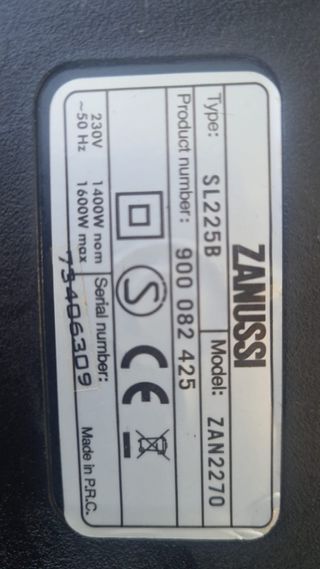 ZANUSSI
Type: SL225B Model: ZAN2270
Product number: 900 082 425
S CE
230V 1400W nom Serial number:
~50 Hz 1600W max 73406309
Made in P.R.C.